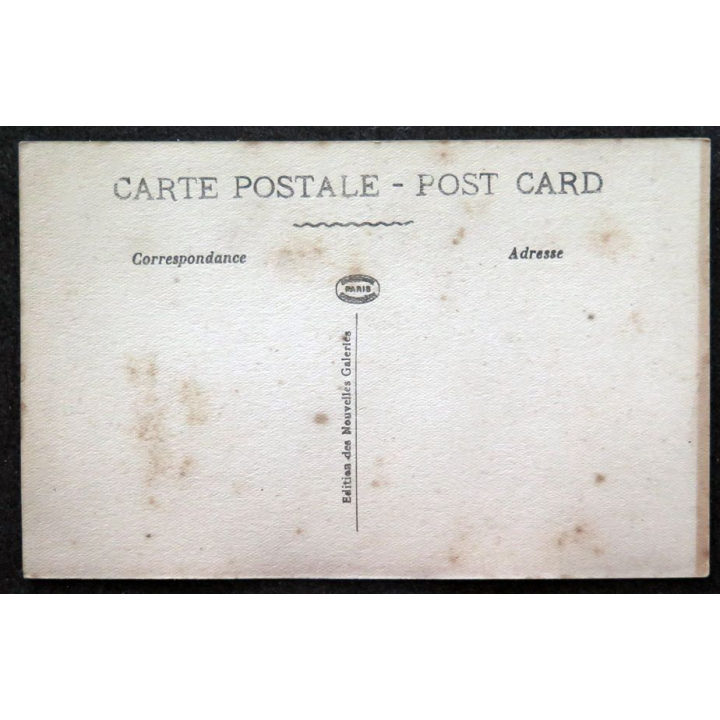 CARTE POSTALE - POST CARD
Correspondance
Adresse
PARIS
Edition des Nouvelles Galeries